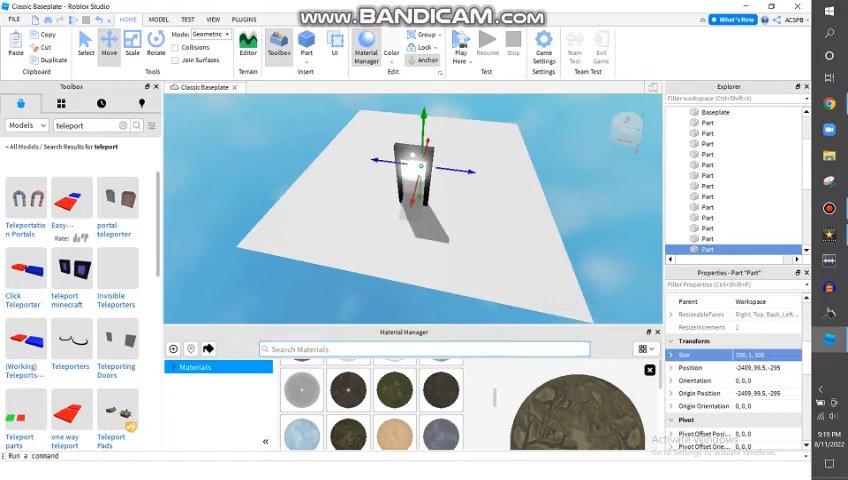 Classic Baseplate - Roblox Studio
www.BANDICAM.com
FILE
HOME MODEL TEST VIEW PLUGINS
What's New
ACSPB
Paste
Copy
Cut
Duplicate
Clipboard
Select Move Scale Rotate
Mode: Geometric
Collisions
Join Surfaces
Tools
Editor
Terrain
Toolbox
Part
UI
Insert
Material
Manager
Color
Group
Lock
Anchor
Edit
Game
Settings
Settings
Play
Here
Resume
Stop
Test
Team
Test
Exit
Game
Team Test
Toolbox
Models
teleport
All Models / Search Results for teleport
Teleportatio
n Portals
Easy---
Rate:
portal
teleporter
Click
Teleporter
teleport
minecraft
Invisible
Teleporters
(Working)
Teleports...
Teleporters
Teleporting
Doors
Teleport
parts
one way
teleport
Teleport
Pads
Run a command
Classic Baseplate
Material Manager
Search Materials
Materials
Explorer
Filter workspace (Ctrl+Shift+X)
Baseplate
Part
Part
Part
Part
Part
Part
Part
Part
Part
Part
Part
Part
Part
Properties - Part "Part"
Filter Properties (Ctrl+Shift+P)
Parent Workspace
ResizeableFaces Right, Top, Back, Left,...
ResizeIncrement 1
Transform
Size 300, 1, 300
Position -2409, 99.5, -295
Orientation 0, 0, 0
Origin Position -2409, 99.5, -295
Origin Orientation 0, 0, 0
Pivot
Pivot Offset Posi... 0, 0, 0
Pivot Offset Orie... 0, 0, 0
Activate Windows
Go to Settings to activate Windows.
9:19 PM
8/11/2022